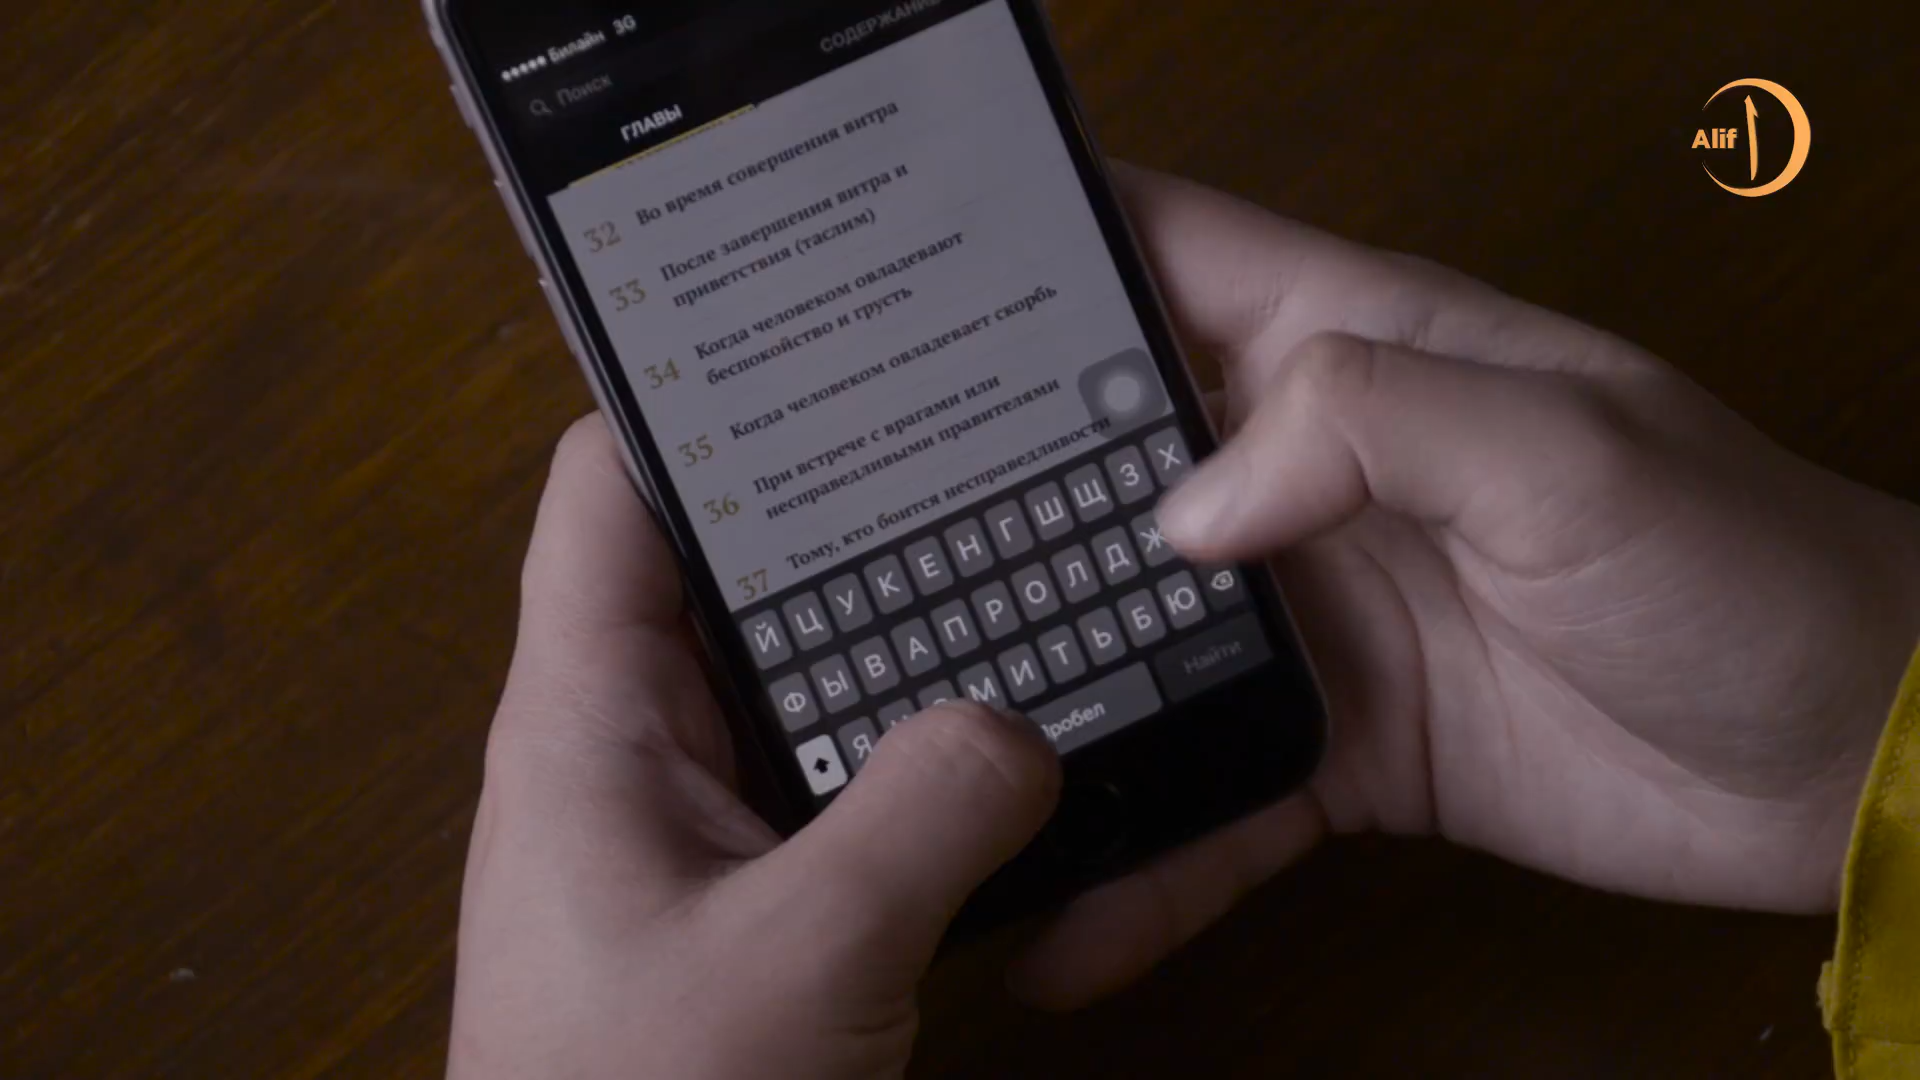 Билайн 3G
Поиск
ГЛАВЫ
СОДЕРЖАНИЕ
32 Во время совершения витра
33 После завершения витра и
приветствия (таслим)
34 Когда человеком овладевают
беспокойство и грусть
35 Когда человеком овладевает скорбь
36 При встрече с врагами или
несправедливыми правителями
37 Тому, кто боится несправедливости
Й Ц У К Е Н Г Ш Щ З Х
Ф Ы В А П Р О Л Д Ж
Я М И Т Ь Б Ю
Пробел
Найти
Alif